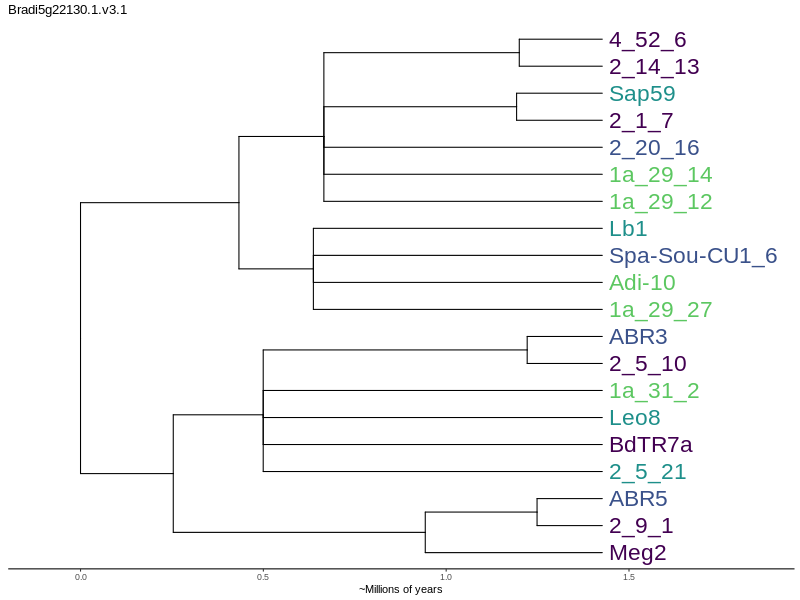 Bradi5g22130.1.v3.1
4_52_6
2_14_13
Sap59
2_1_7
2_20_16
1a_29_14
1a_29_12
Lb1
Spa-Sou-CU1_6
Adi-10
1a_29_27
ABR3
2_5_10
1a_31_2
Leo8
BdTR7a
2_5_21
ABR5
2_9_1
Meg2
0.0 0.5 1.0 1.5
~Millions of years